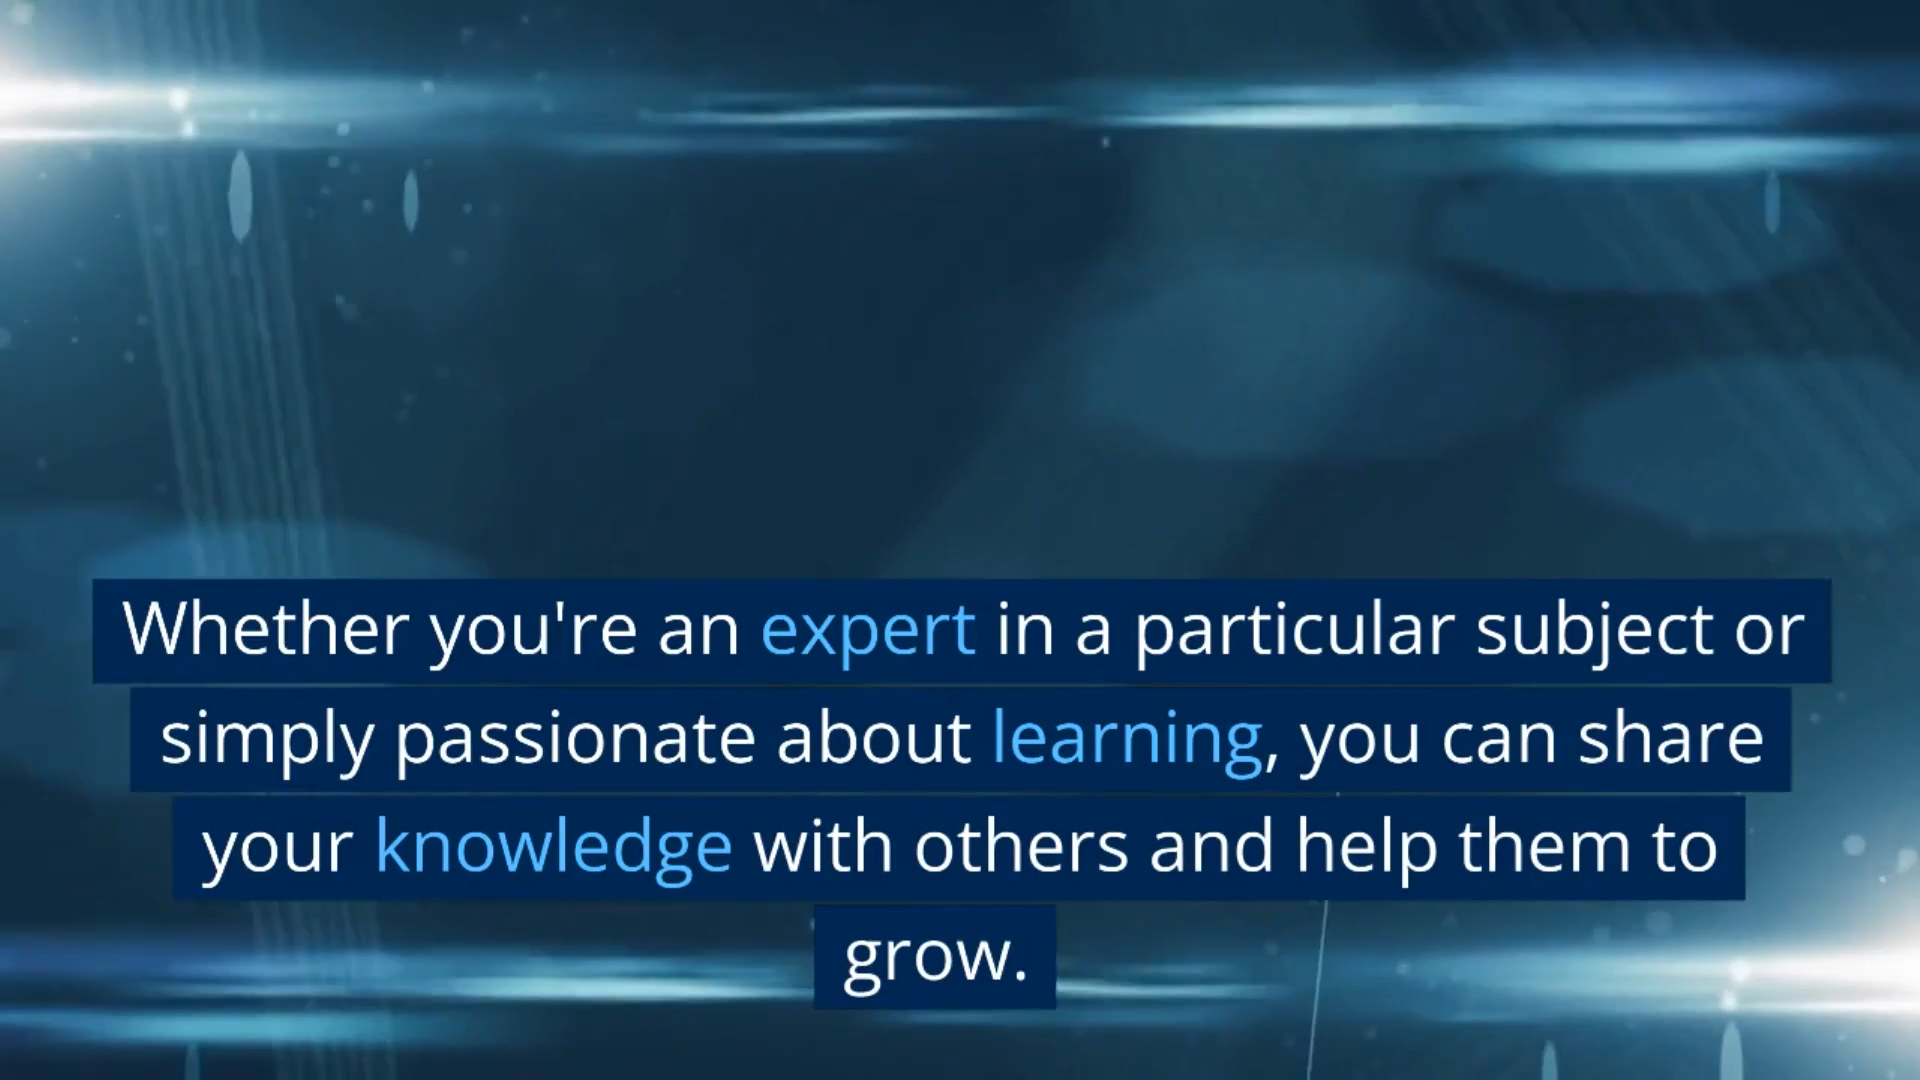 Whether you're an expert in a particular subject or
simply passionate about learning, you can share
your knowledge with others and help them to
grow.